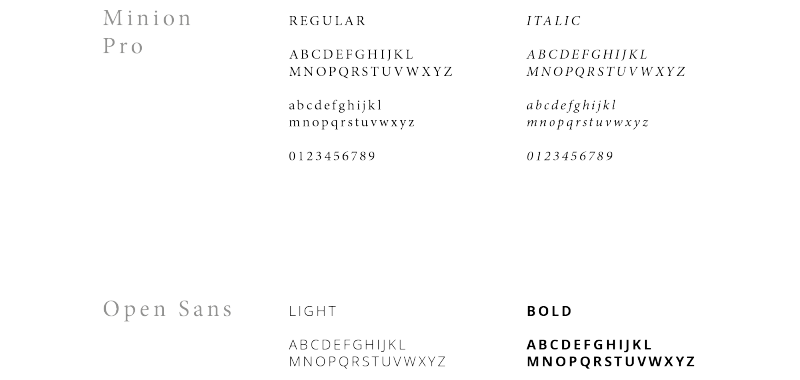 Minion
Pro
REGULAR
ABCDEFGHIJKL
MNOPQRSTUVWXYZ
abcdefghijkl
mnopqrstuvwxyz
0123456789
ITALIC
ABCDEFGHIJKL
MNOPQRSTUVWXYZ
abcdefghijkl
mnopqrstuvwxyz
0123456789
Open Sans
LIGHT
ABCDEFGHIJKL
MNOPQRSTUVWXYZ
BOLD
ABCDEFGHIJKL
MNOPQRSTUVWXYZ